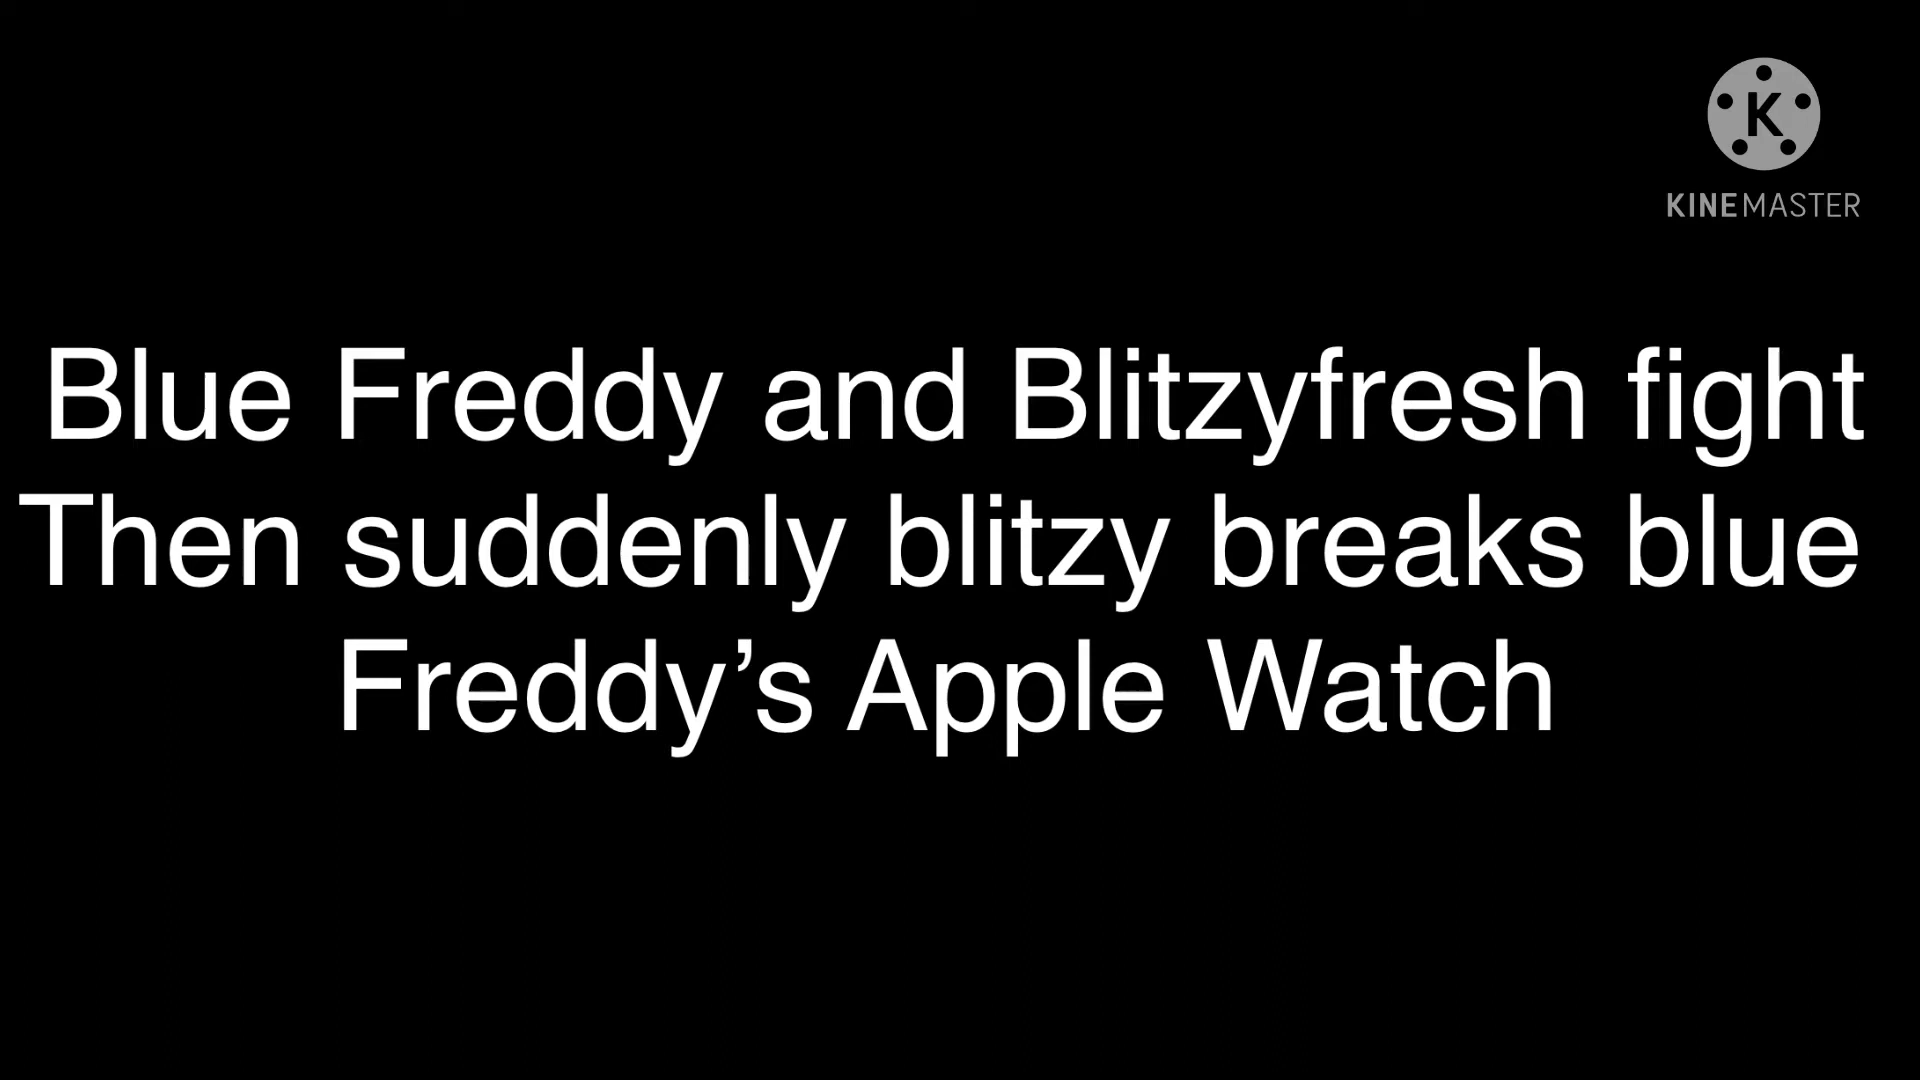 K
KINEMASTER
Blue Freddy and Blitzyfresh fight
Then suddenly blitzy breaks blue
Freddy’s Apple Watch